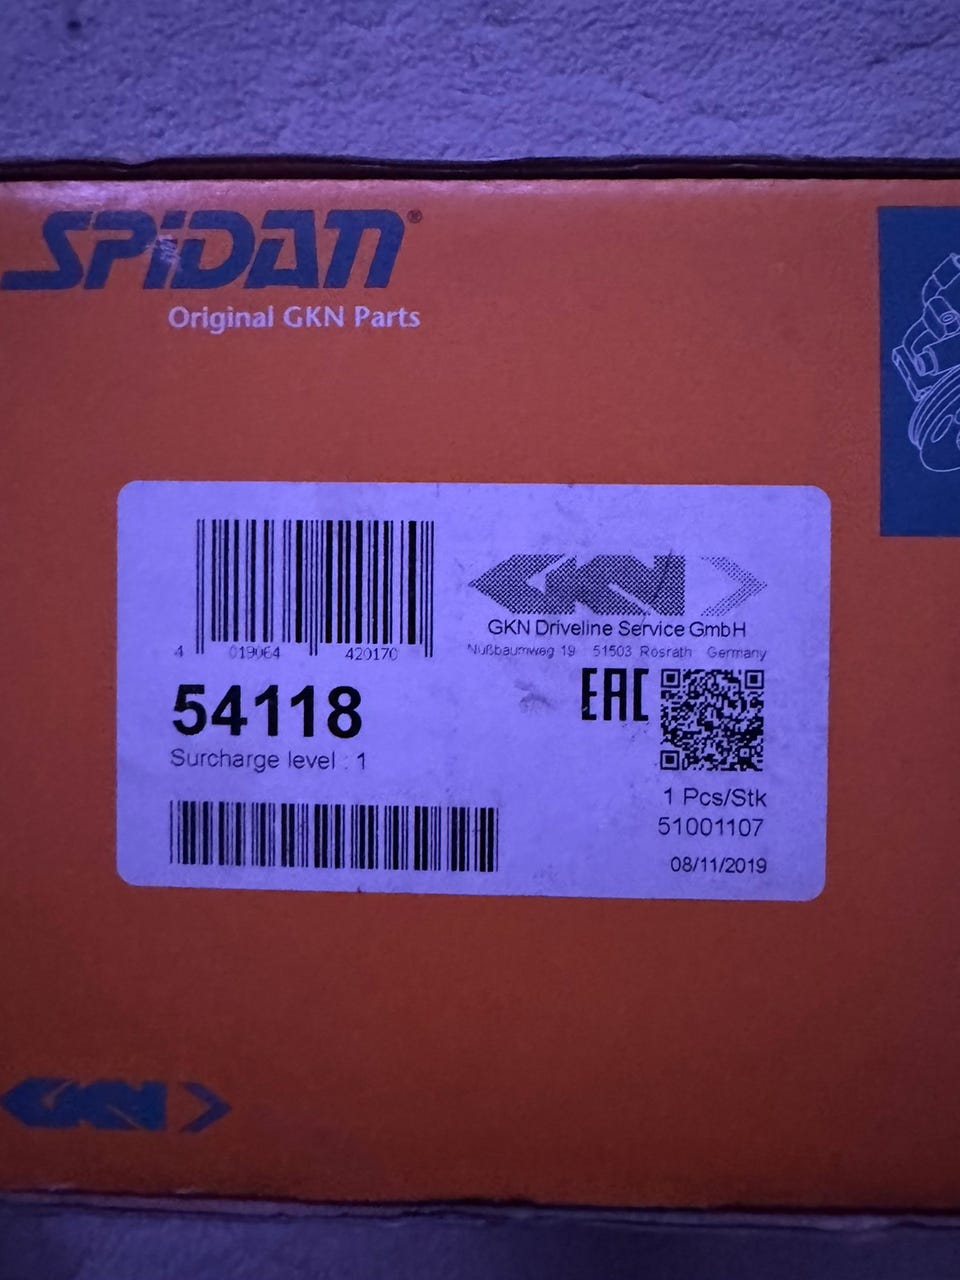 SPIDAN®
Original GKN Parts
4 019064 420170
GKN
GKN Driveline Service GmbH
Nußbaumweg 19 51503 Rösrath Germany
54118
EAC
Surcharge level : 1
1 Pcs/Stk
51001107
08/11/2019
GKN